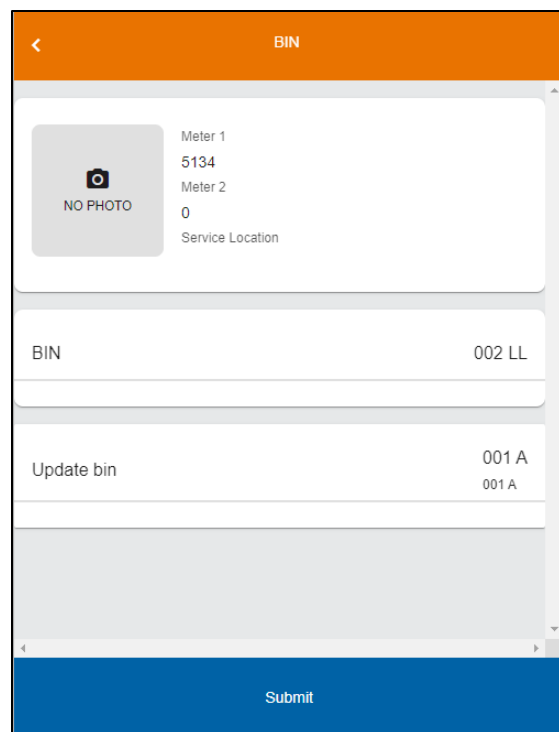 BIN
NO PHOTO
Meter 1
5134
Meter 2
0
Service Location
BIN 002 LL
Update bin 001 A
001 A
Submit